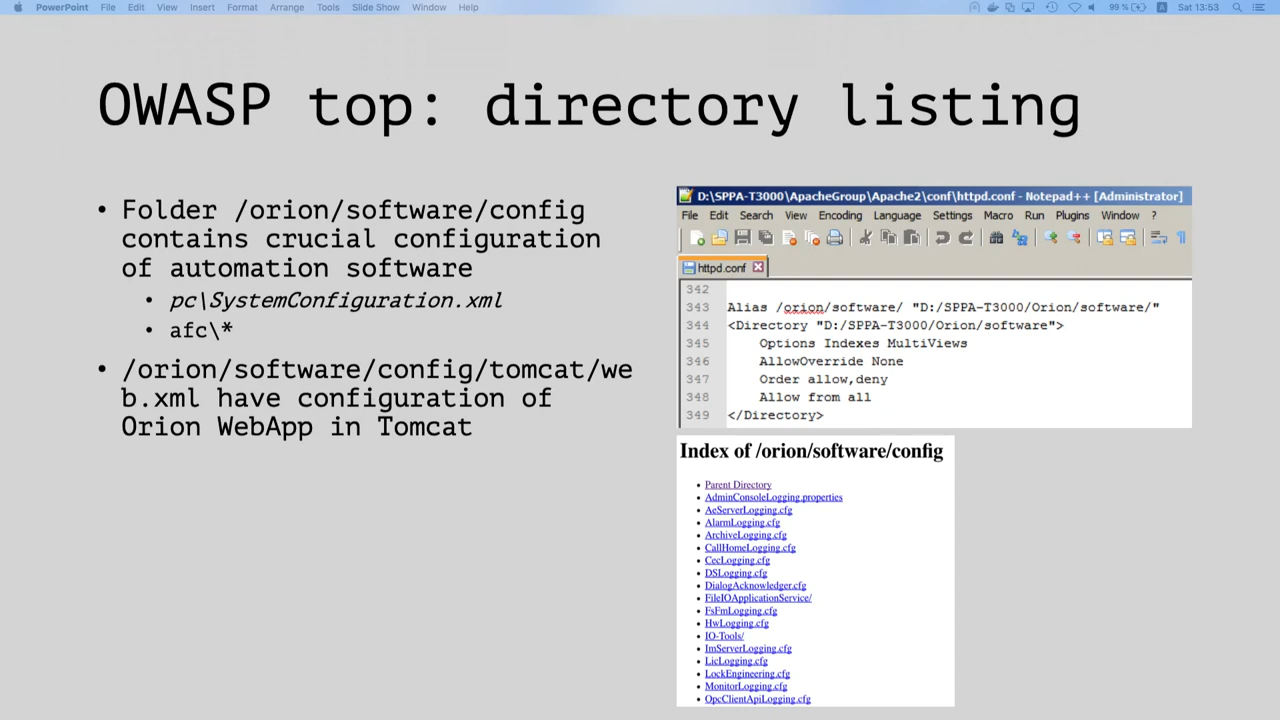 PowerPoint File Edit View Insert Format Arrange Tools Slide Show Window Help 99 % Sat 13:53
OWASP top: directory listing
• Folder /orion/software/config
contains crucial configuration
of automation software
• pc\SystemConfiguration.xml
• afc\*
• /orion/software/config/tomcat/we
b.xml have configuration of
Orion WebApp in Tomcat
D:\SPPA-T3000\ApacheGroup\Apache2\conf\httpd.conf - Notepad++ [Administrator]
File Edit Search View Encoding Language Settings Macro Run Plugins Window ?
httpd.conf
342
343 Alias /orion/software/ "D:/SPPA-T3000/Orion/software/"
344 <Directory "D:/SPPA-T3000/Orion/software">
345 Options Indexes MultiViews
346 AllowOverride None
347 Order allow,deny
348 Allow from all
349 </Directory>
Index of /orion/software/config
• Parent Directory
• AdminConsoleLogging.properties
• AeServerLogging.cfg
• AlarmLogging.cfg
• ArchiveLogging.cfg
• CallHomeLogging.cfg
• CecLogging.cfg
• DSLogging.cfg
• DialogAcknowledger.cfg
• FileIOApplicationService/
• FsFmLogging.cfg
• HwLogging.cfg
• IO-Tools/
• ImServerLogging.cfg
• LicLogging.cfg
• LockEngineering.cfg
• MonitorLogging.cfg
• OpcClientApiLogging.cfg